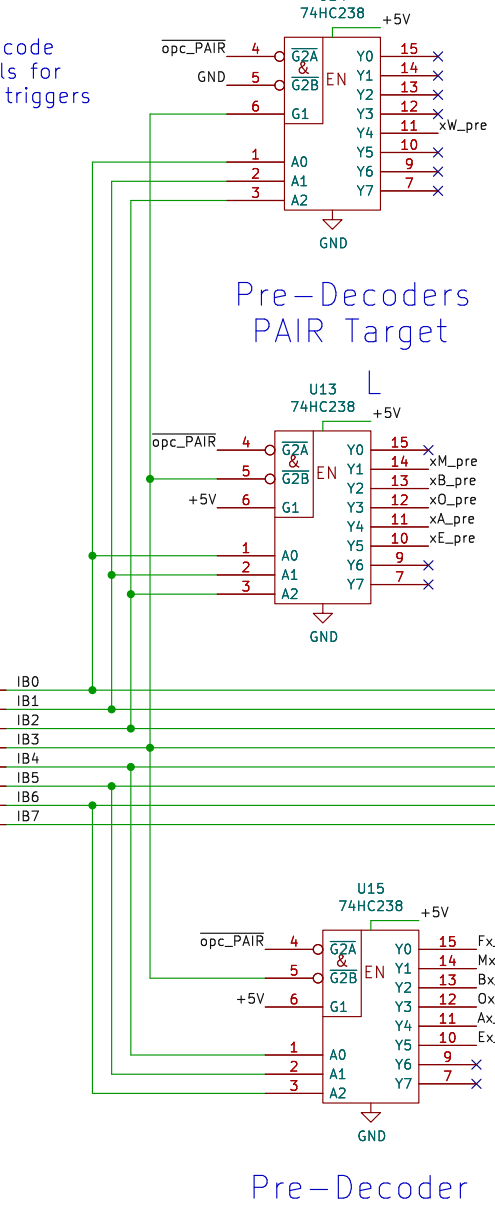 74HC238
+5V
code
ls for
triggers
opc_PAIR 4 G2A Y0 15
GND 5 G2B & EN Y1 14
Y2 13
6 G1 Y3 12
Y4 11 xW_pre
1 A0 Y5 10
2 A1 Y6 9
3 A2 Y7 7
GND
Pre-Decoders
PAIR Target
L
U13
74HC238
+5V
opc_PAIR 4 G2A Y0 15
& EN Y1 14 xM_pre
5 G2B Y2 13 xB_pre
+5V 6 G1 Y3 12 xO_pre
Y4 11 xA_pre
1 A0 Y5 10 xE_pre
2 A1 Y6 9
3 A2 Y7 7
GND
IB0
IB1
IB2
IB3
IB4
IB5
IB6
IB7
U15
74HC238
+5V
opc_PAIR 4 G2A Y0 15 Fx_
& EN Y1 14 Mx_
5 G2B Y2 13 Bx_
+5V 6 G1 Y3 12 Ox_
Y4 11 Ax_
1 A0 Y5 10 Ex_
2 A1 Y6 9
3 A2 Y7 7
GND
Pre-Decoder